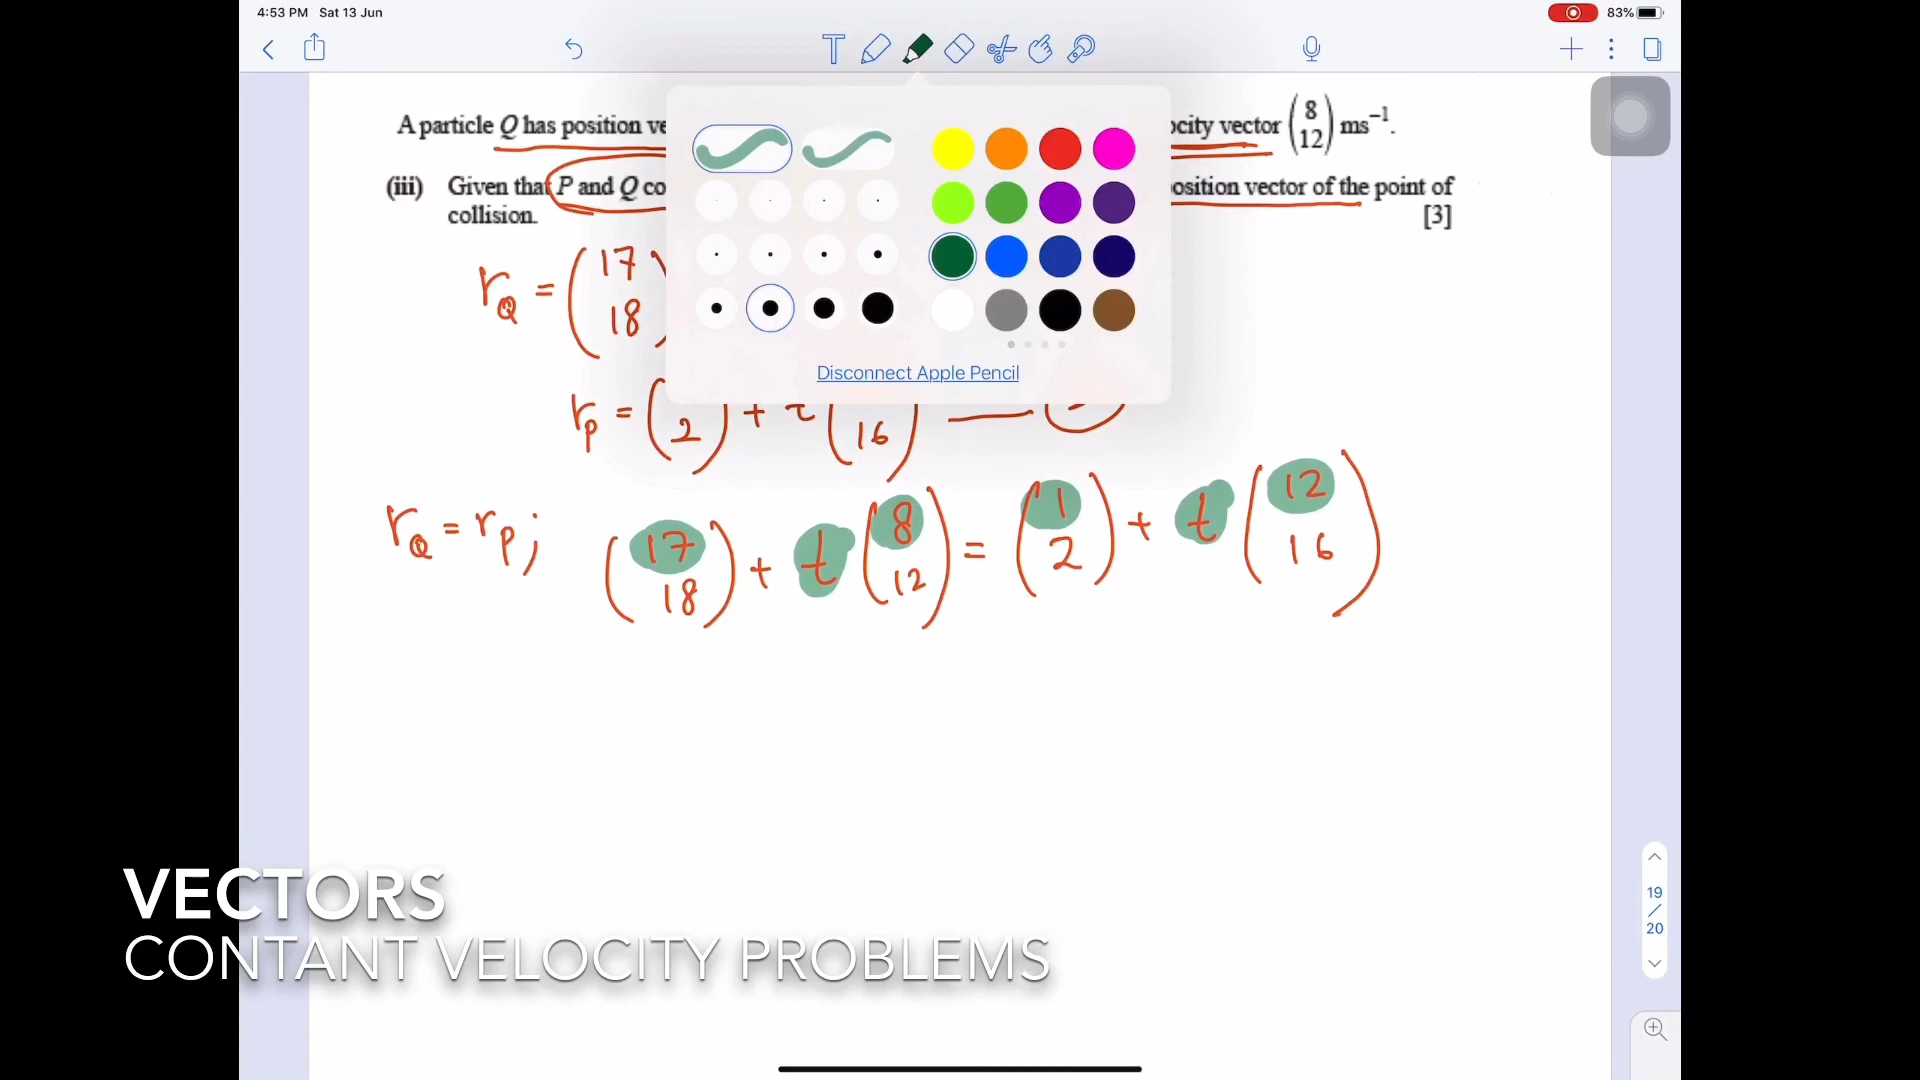 4:53 PM Sat 13 Jun
83%
A particle Q has position ve
city vector (8 12) ms⁻¹.
(iii) Given that P and Q co
osition vector of the point of
collision.
[3]
r_Q = (17 18)
r_P = ( 2) + t ( 16)
r_Q = r_P; (17 18) + t (8 12) = (1 2) + t (12 16)
Disconnect Apple Pencil
19
/
20
VECTORS
CONTANT VELOCITY PROBLEMS